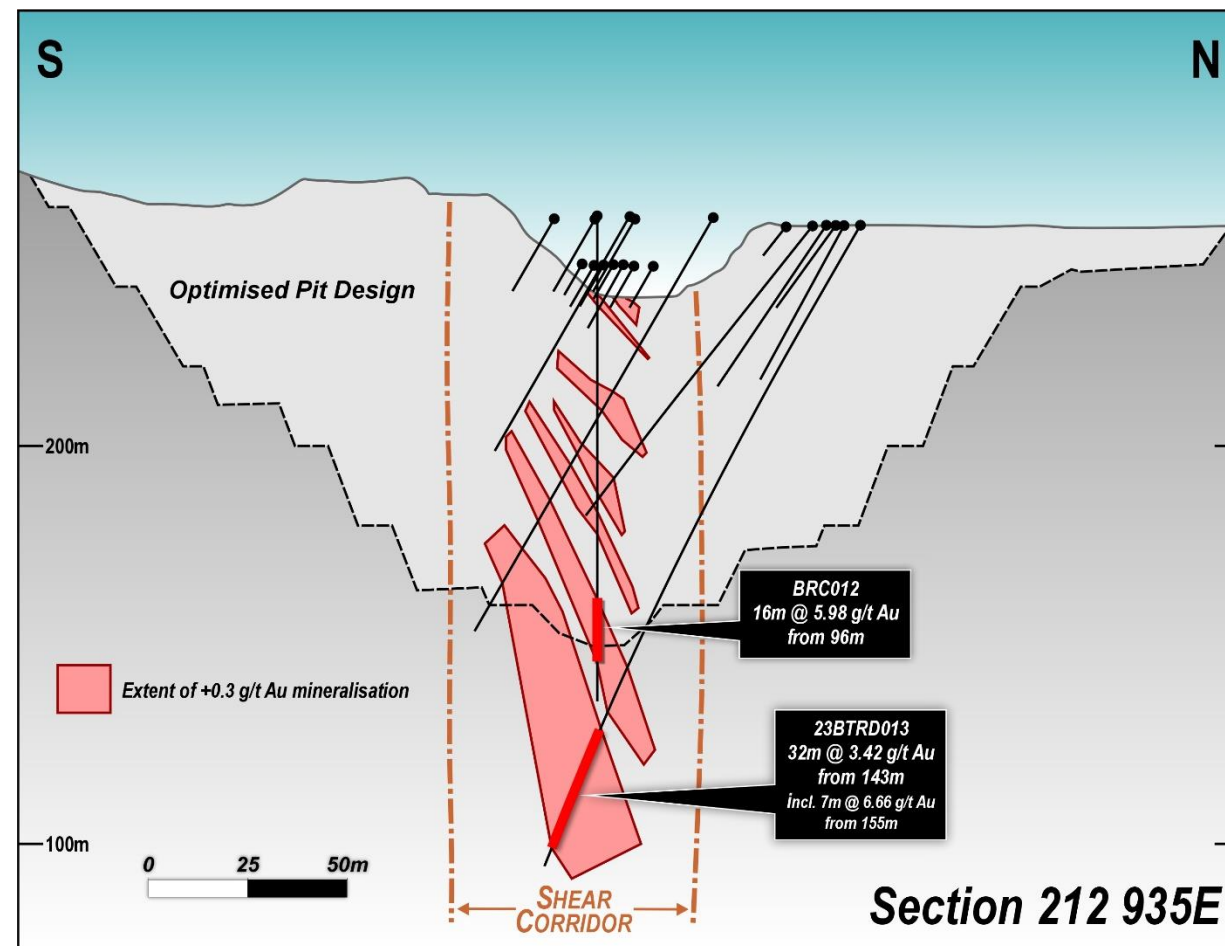 S
N
Optimised Pit Design
200m
BRC012
16m @ 5.98 g/t Au
from 96m
Extent of +0.3 g/t Au mineralisation
23BTRD013
32m @ 3.42 g/t Au
from 143m
incl. 7m @ 6.66 g/t Au
from 155m
100m
0 25 50m
SHEAR
CORRIDOR
Section 212 935E